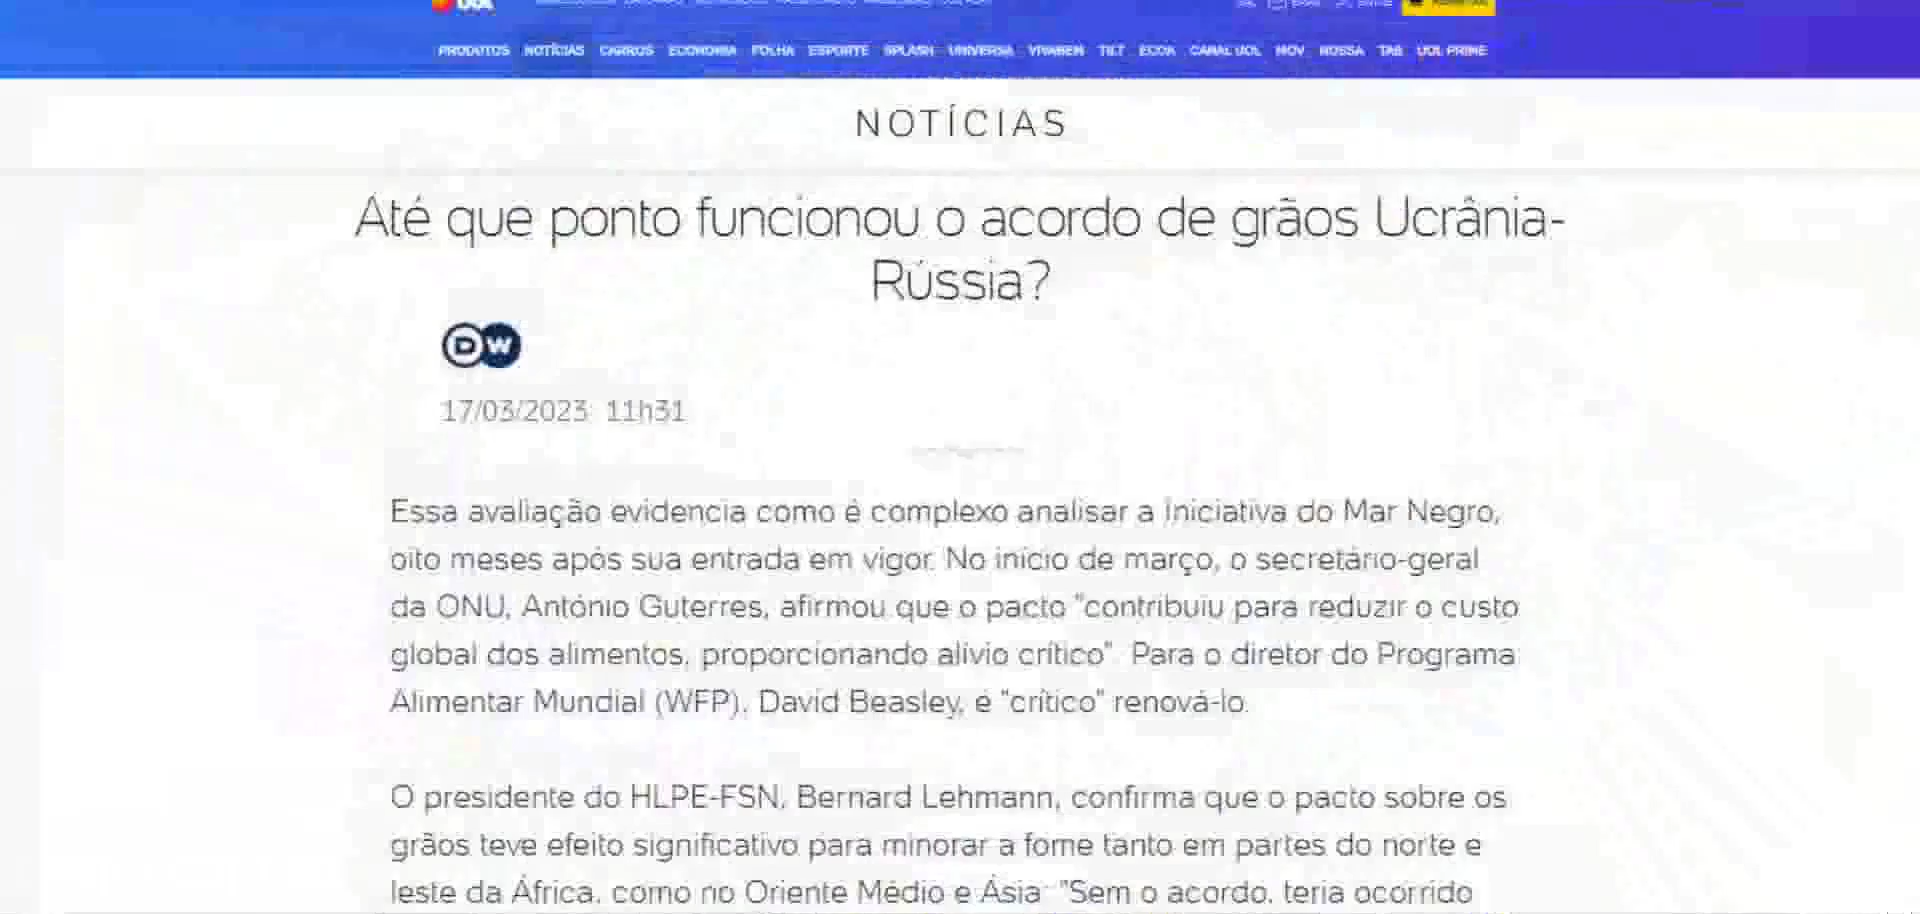 UOL
PRODUTOS NOTÍCIAS CARROS ECONOMIA FOLHA ESPORTE SPLASH UNIVERSA VIVABEM TILT ECOA CANAL UOL MOV NOSSA TAB UOL PRIME
NOTÍCIAS
Até que ponto funcionou o acordo de grãos Ucrânia-
Rússia?
DW
17/03/2023 11h31
Essa avaliação evidencia como é complexo analisar a Iniciativa do Mar Negro,
oito meses após sua entrada em vigor. No início de março, o secretário-geral
da ONU, António Guterres, afirmou que o pacto "contribuiu para reduzir o custo
global dos alimentos, proporcionando alívio crítico". Para o diretor do Programa
Alimentar Mundial (WFP), David Beasley, é "crítico" renová-lo.
O presidente do HLPE-FSN, Bernard Lehmann, confirma que o pacto sobre os
grãos teve efeito significativo para minorar a fome tanto em partes do norte e
leste da África, como no Oriente Médio e Ásia: "Sem o acordo, teria ocorrido